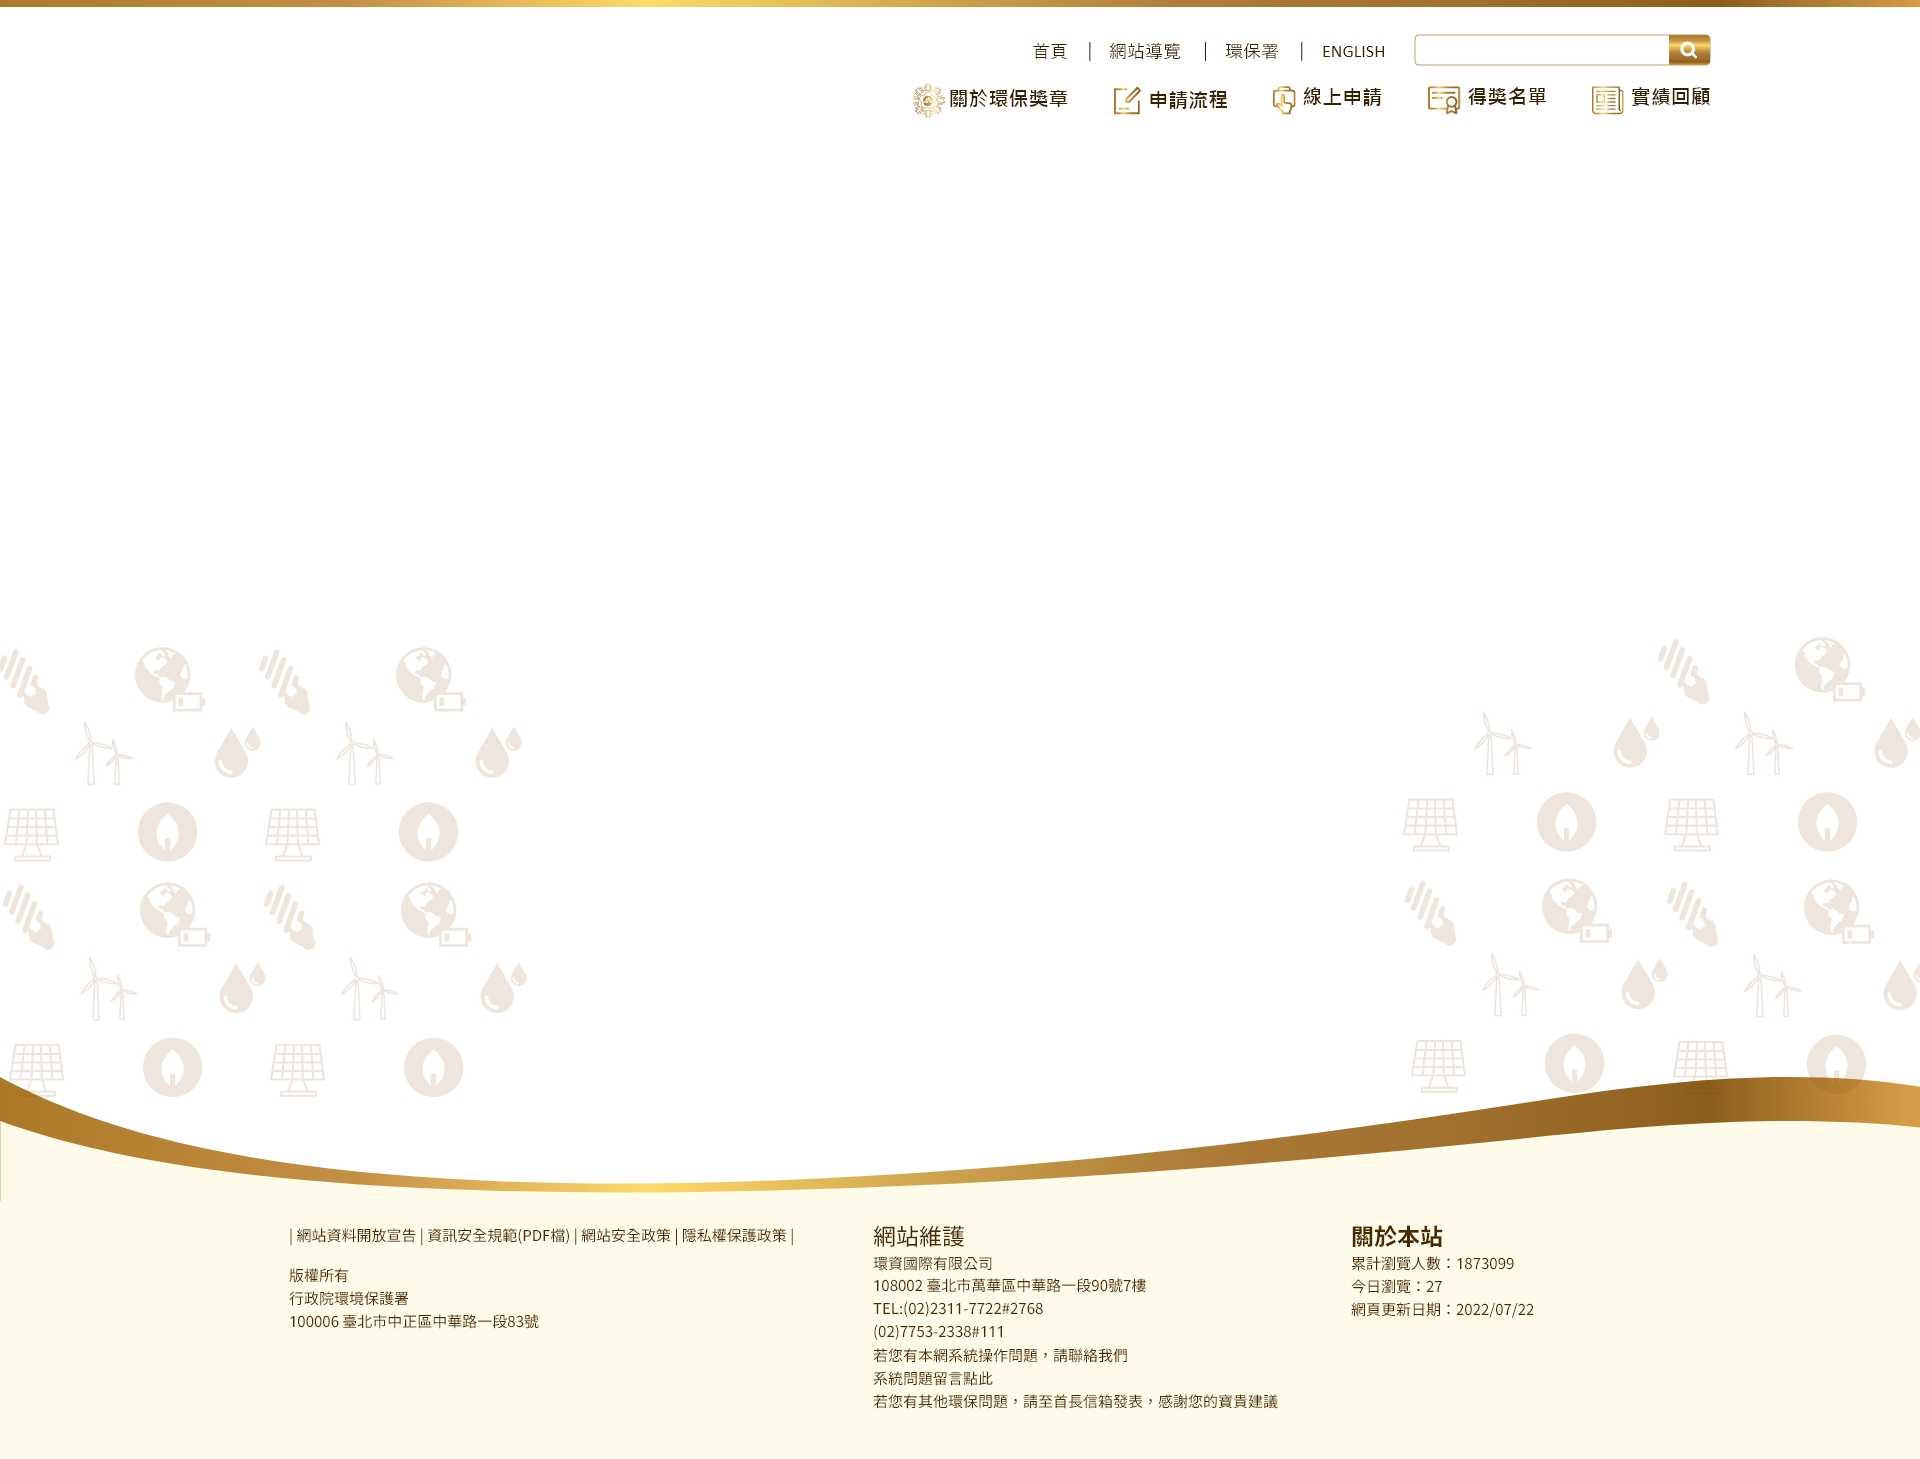 首頁 | 網站導覽 | 環保署 | ENGLISH
關於環保獎章 申請流程 線上申請 得獎名單 實績回顧
| 網站資料開放宣告 | 資訊安全規範(PDF檔) | 網站安全政策 | 隱私權保護政策 |
版權所有
行政院環境保護署
100006 臺北市中正區中華路一段83號
網站維護
環資國際有限公司
108002 臺北市萬華區中華路一段90號7樓
TEL:(02)2311-7722#2768
(02)7753-2338#111
若您有本網系統操作問題，請聯絡我們
系統問題留言點此
若您有其他環保問題，請至首長信箱發表，感謝您的寶貴建議
關於本站
累計瀏覽人數：1873099
今日瀏覽：27
網頁更新日期：2022/07/22